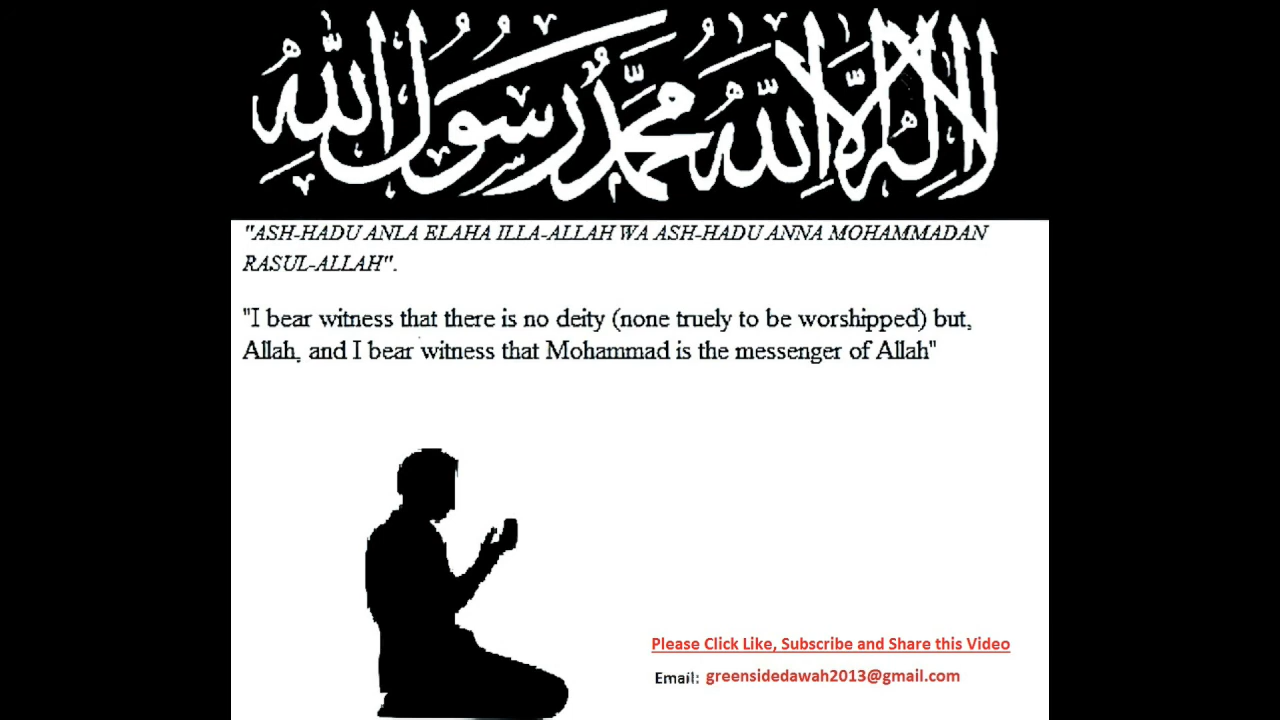 لا إله إلا الله محمد رسول الله
"ASH-HADU ANLA ELAHA ILLA-ALLAH WA ASH-HADU ANNA MOHAMMADAN
RASUL-ALLAH".
"I bear witness that there is no deity (none truely to be worshipped) but,
Allah, and I bear witness that Mohammad is the messenger of Allah"
Please Click Like, Subscribe and Share this Video
Email: greensidedawah2013@gmail.com